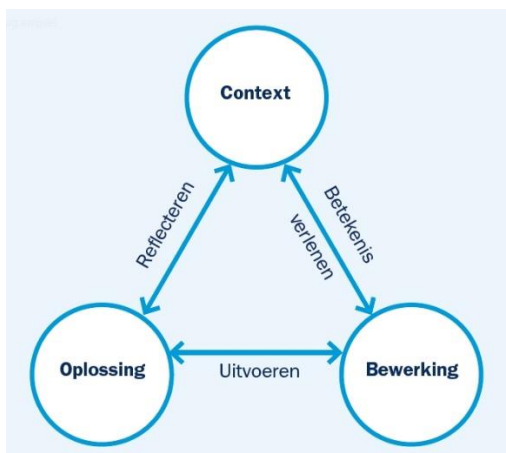 Context
Reflecteren
Betekenis
verlenen
Oplossing
Uitvoeren
Bewerking